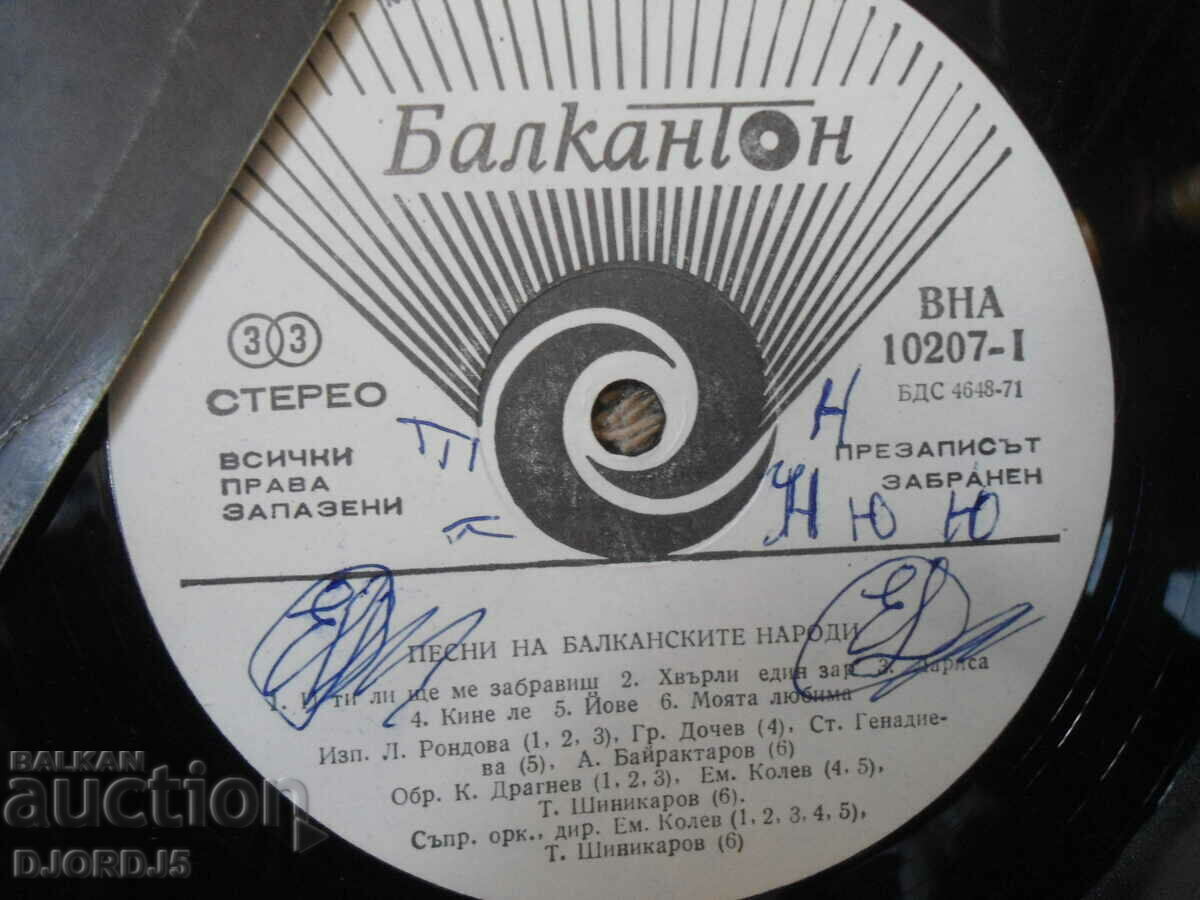 БалканТон
33
СТЕРЕО
ВСИЧКИ
ПРАВА
ЗАПАЗЕНИ
ВНА
10207-I
БДС 4648-71
ПРЕЗАПИСЪТ
ЗАБРАНЕН
Н
Н Ю Ю
ПЕСНИ НА БАЛКАНСКИТЕ НАРОДИ
1. И ти ли ще ме забравиш 2. Хвърли един зар 3. Лариса
4. Кине ле 5. Йове 6. Моята любима
Изп. Л. Рондова (1, 2, 3), Гр. Дочев (4), Ст. Генадие-
ва (5), А. Байрактаров (6)
Обр. К. Драгнев (1, 2, 3), Ем. Колев (4, 5),
Т. Шиникаров (6).
Съпр. орк., дир. Ем. Колев (1, 2, 3, 4, 5),
Т. Шиникаров (6)
BALKAN
auction
DJORDJ5